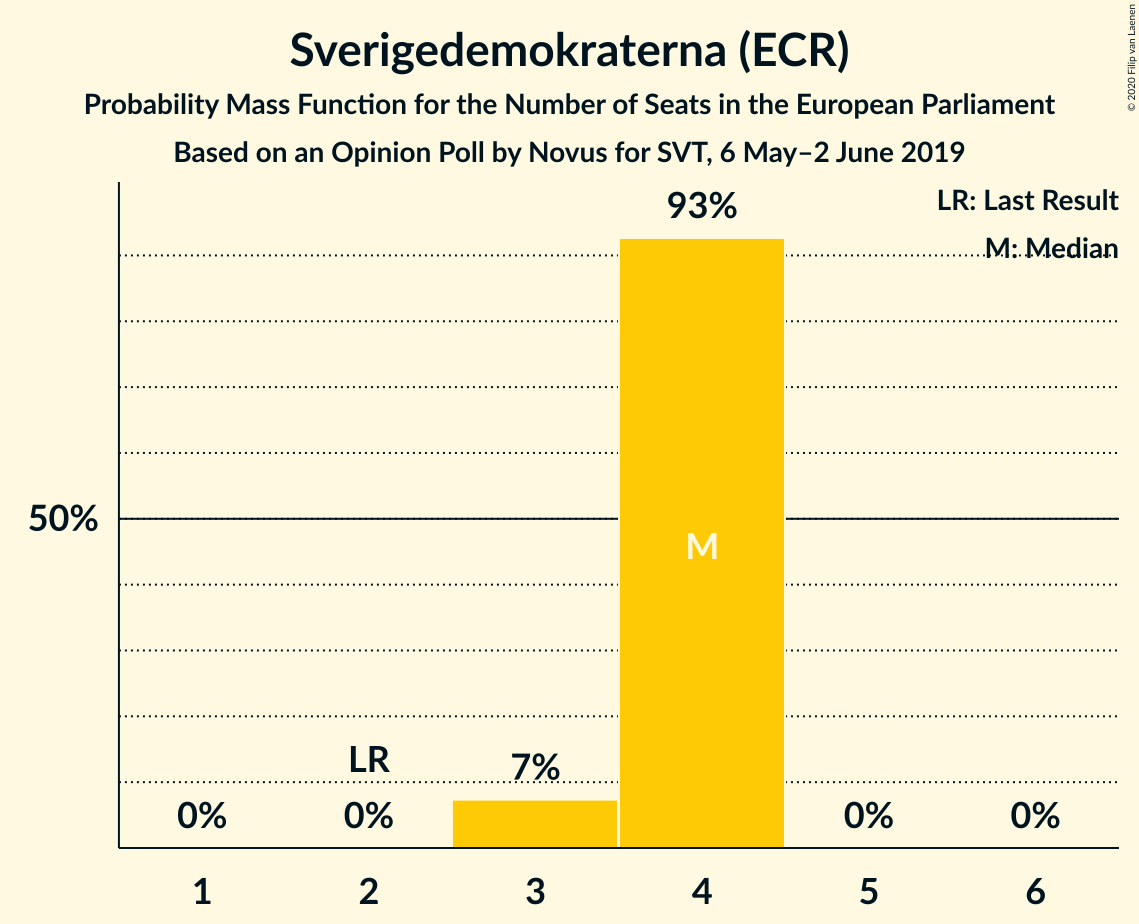 Sverigedemokraterna (ECR)
Probability Mass Function for the Number of Seats in the European Parliament
Based on an Opinion Poll by Novus for SVT, 6 May–2 June 2019
© 2020 Filip van Laenen
LR: Last Result
M: Median
93%
50%
M
LR
7%
0%
0%
0%
0%
1
2
3
4
5
6